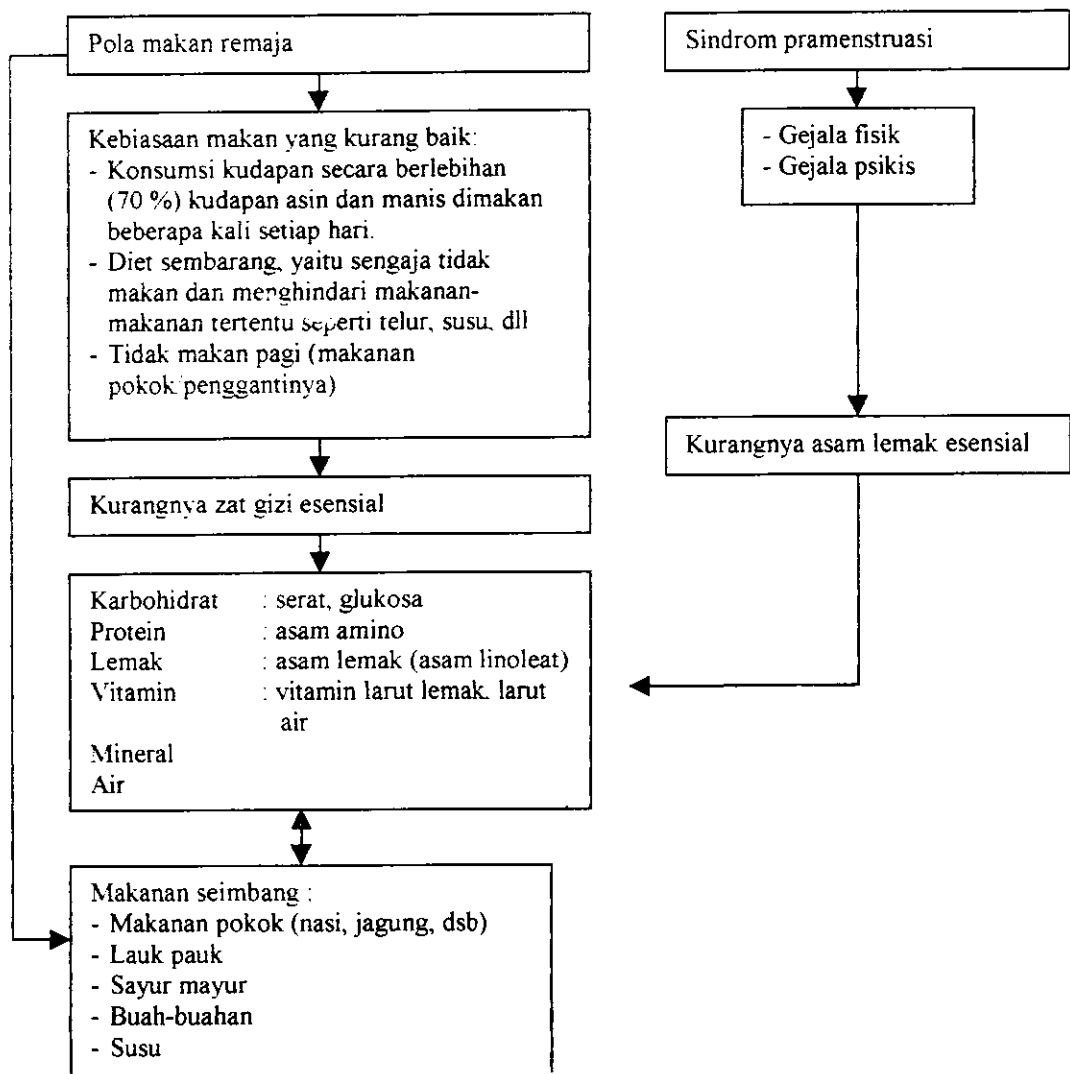 Pola makan remaja
Kebiasaan makan yang kurang baik:
- Konsumsi kudapan secara berlebihan
(70 %) kudapan asin dan manis dimakan
beberapa kali setiap hari.
- Diet sembarang, yaitu sengaja tidak
makan dan menghindari makanan-
makanan tertentu seperti telur, susu, dll
- Tidak makan pagi (makanan
pokok/penggantinya)
Kurangnya zat gizi esensial
Karbohidrat : serat, glukosa
Protein : asam amino
Lemak : asam lemak (asam linoleat)
Vitamin : vitamin larut lemak, larut
air
Mineral
Air
Makanan seimbang :
- Makanan pokok (nasi, jagung, dsb)
- Lauk pauk
- Sayur mayur
- Buah-buahan
- Susu
Sindrom pramenstruasi
- Gejala fisik
- Gejala psikis
Kurangnya asam lemak esensial